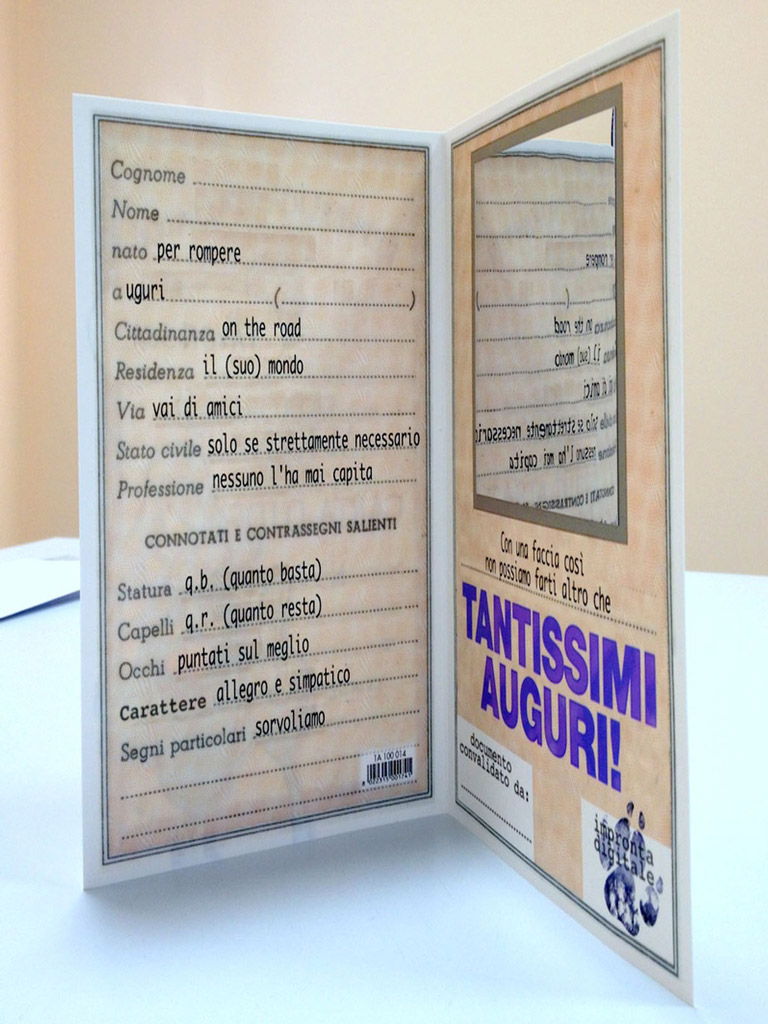 Cognome
Nome
nato per rompere
a uguri ( )
Cittadinanza on the road
Residenza il (suo) mondo
Via vai di amici
Stato civile solo se strettamente necessario
Professione nessuno l'ha mai capita
CONNOTATI E CONTRASSEGNI SALIENTI
Statura q.b. (quanto basta)
Capelli q.r. (quanto resta)
Occhi puntati sul meglio
Carattere allegro e simpatico
Segni particolari sorvoliamo
1A 100 014
Con una faccia così
non possiamo farti altro che
TANTISSIMI
AUGURI!
documento
convalidato da:
impronta
digitale